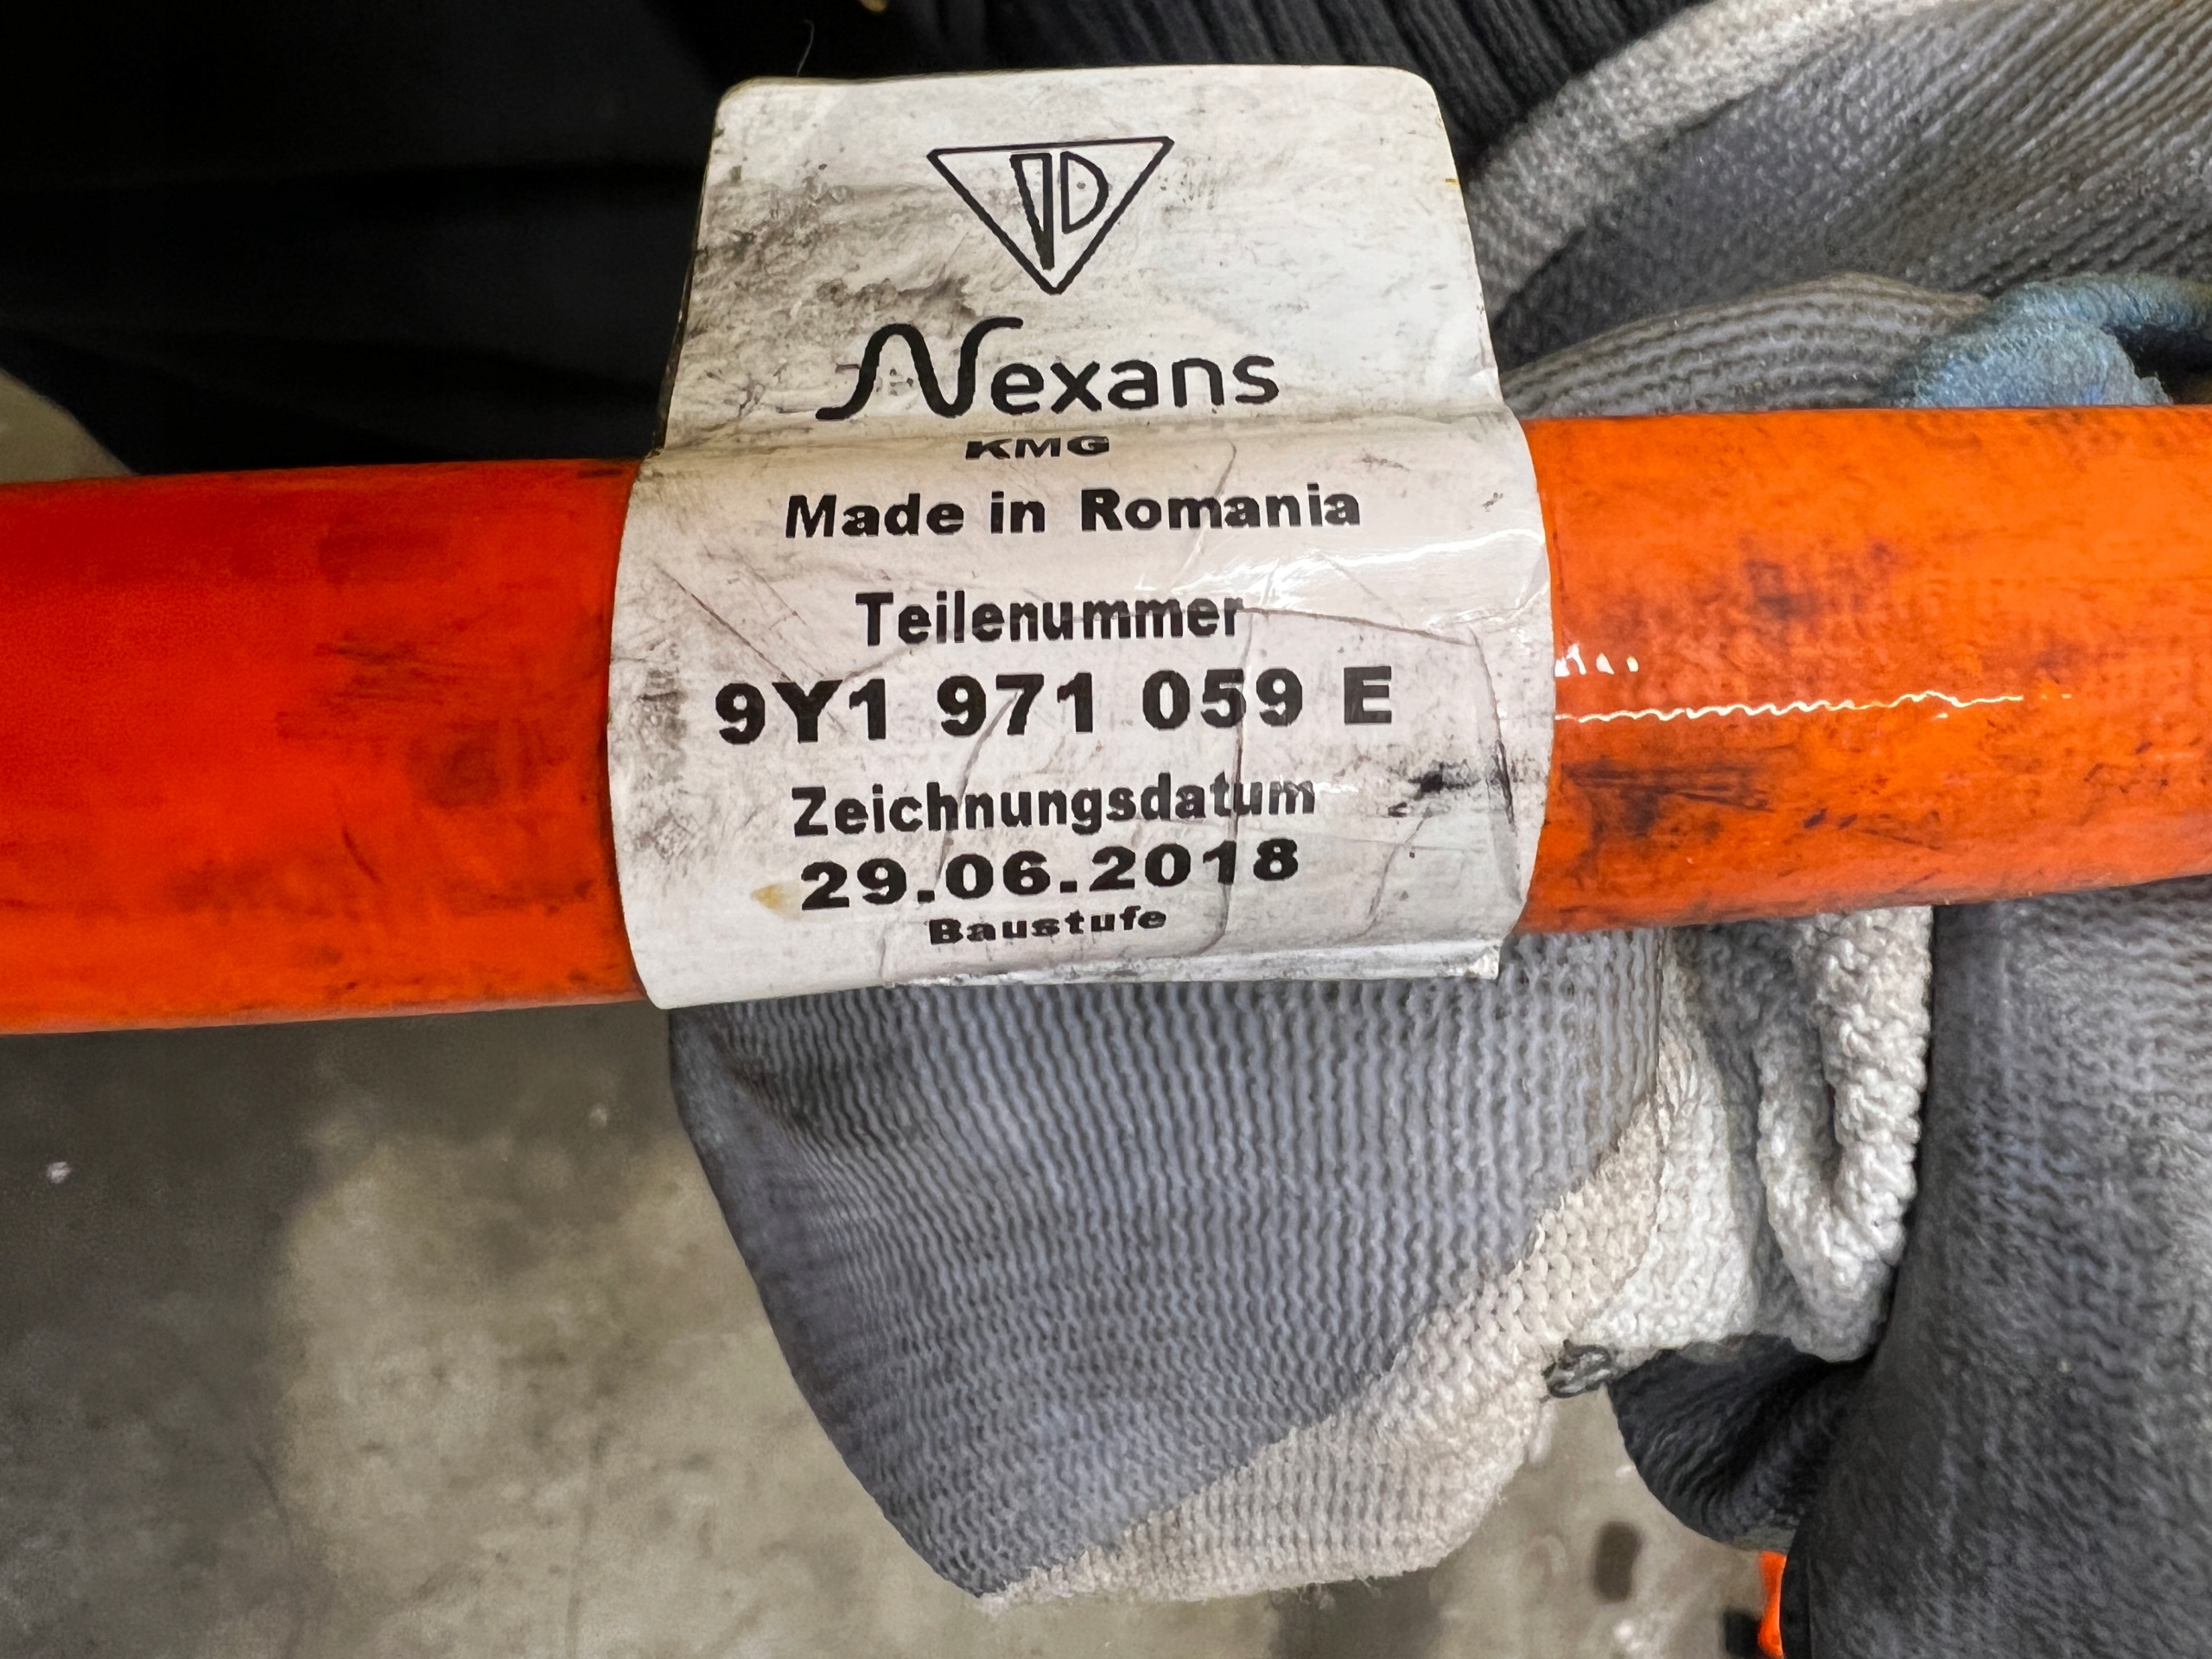 Nexans
KMG
Made in Romania
Teilenummer
9Y1 971 059 E
Zeichnungsdatum
29.06.2018
Baustufe